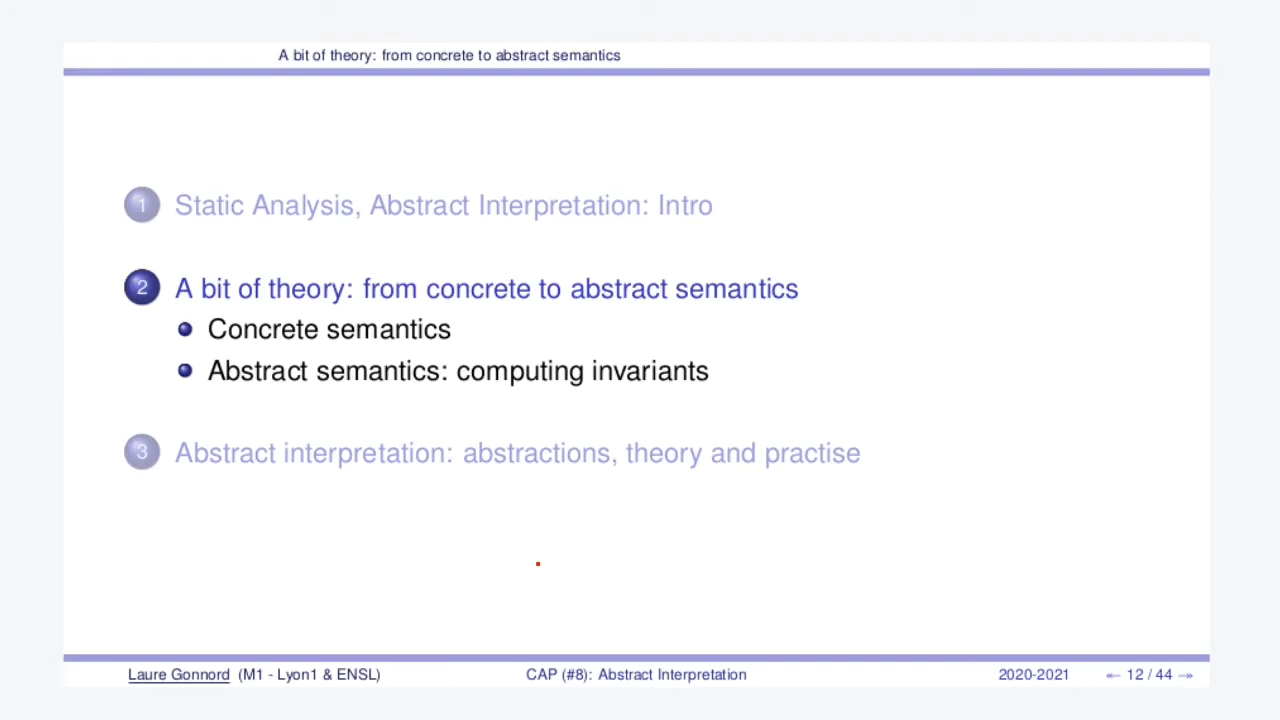 A bit of theory: from concrete to abstract semantics
1 Static Analysis, Abstract Interpretation: Intro
2 A bit of theory: from concrete to abstract semantics
Concrete semantics
Abstract semantics: computing invariants
3 Abstract interpretation: abstractions, theory and practise
Laure Gonnord (M1 - Lyon1 & ENSL) CAP (#8): Abstract Interpretation 2020-2021 ← 12 / 44 →